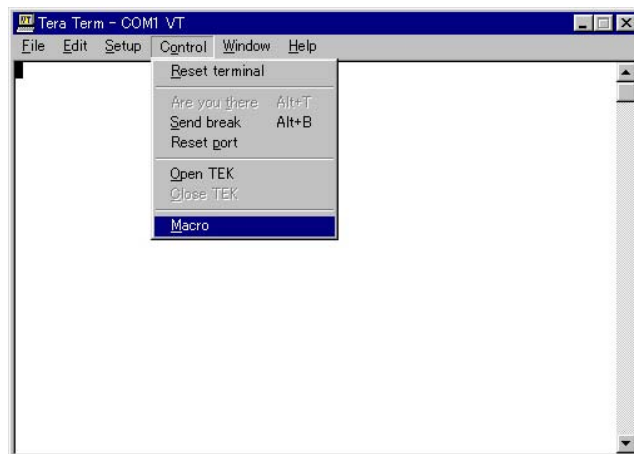 Tera Term - COM1 VT
File Edit Setup Control Window Help
Reset terminal
Are you there Alt+T
Send break Alt+B
Reset port
Open TEK
Close TEK
Macro